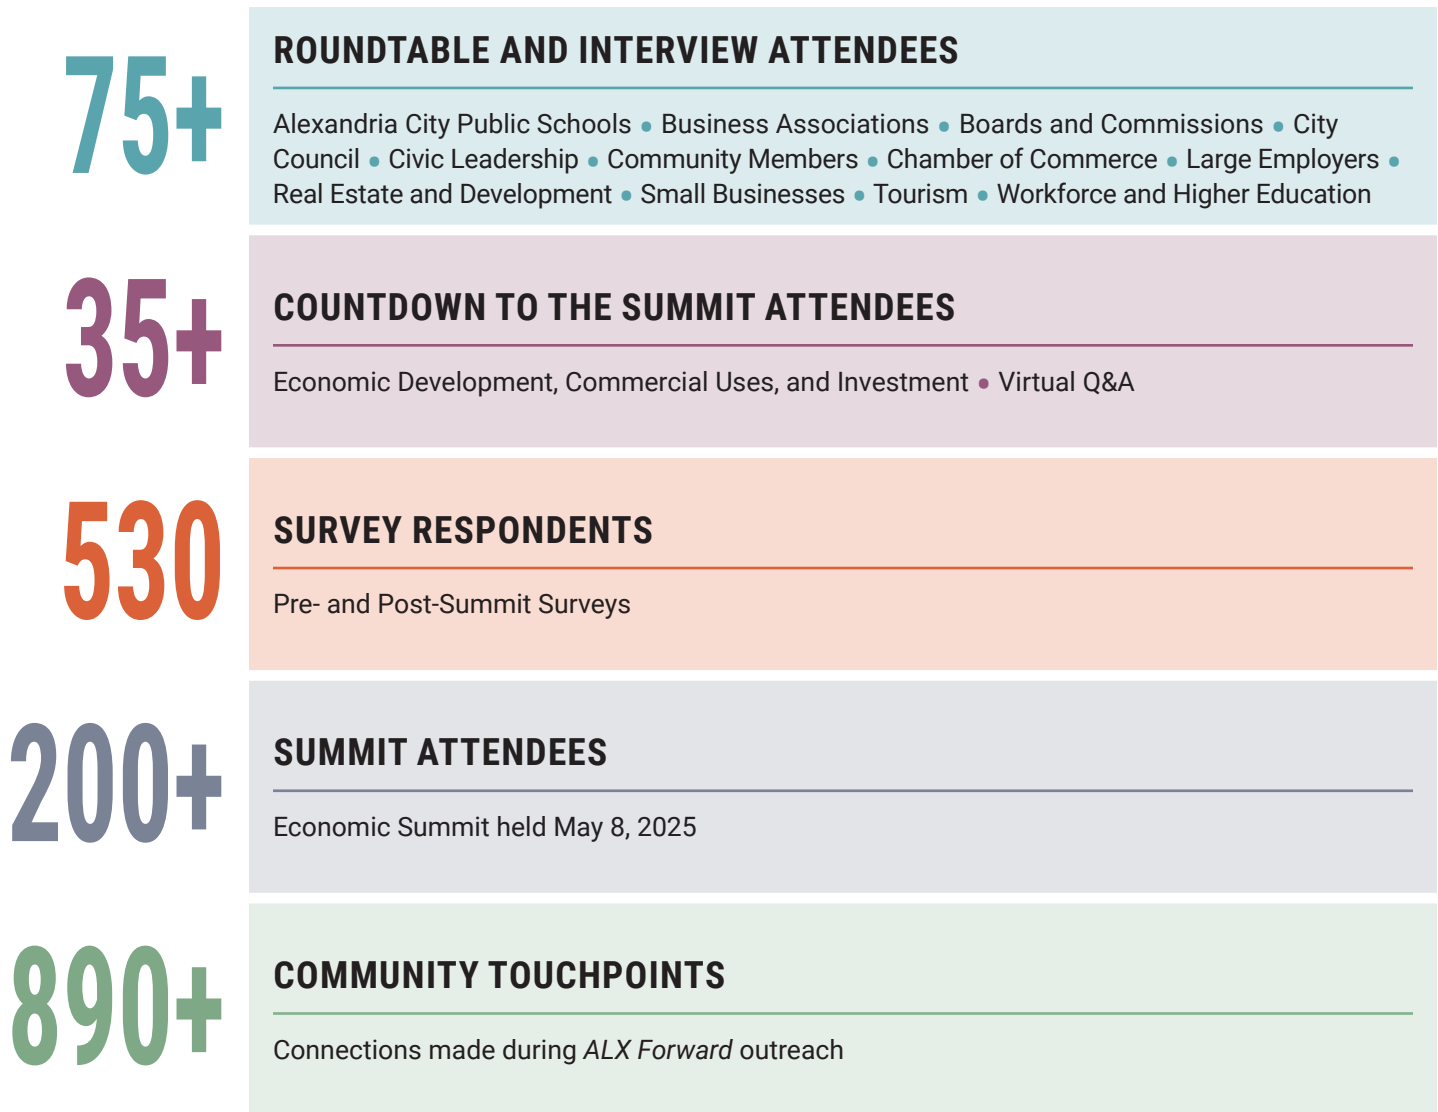 75+
ROUNDTABLE AND INTERVIEW ATTENDEES
Alexandria City Public Schools • Business Associations • Boards and Commissions • City
Council • Civic Leadership • Community Members • Chamber of Commerce • Large Employers •
Real Estate and Development • Small Businesses • Tourism • Workforce and Higher Education
35+
COUNTDOWN TO THE SUMMIT ATTENDEES
Economic Development, Commercial Uses, and Investment • Virtual Q&A
530
SURVEY RESPONDENTS
Pre- and Post-Summit Surveys
200+
SUMMIT ATTENDEES
Economic Summit held May 8, 2025
890+
COMMUNITY TOUCHPOINTS
Connections made during ALX Forward outreach